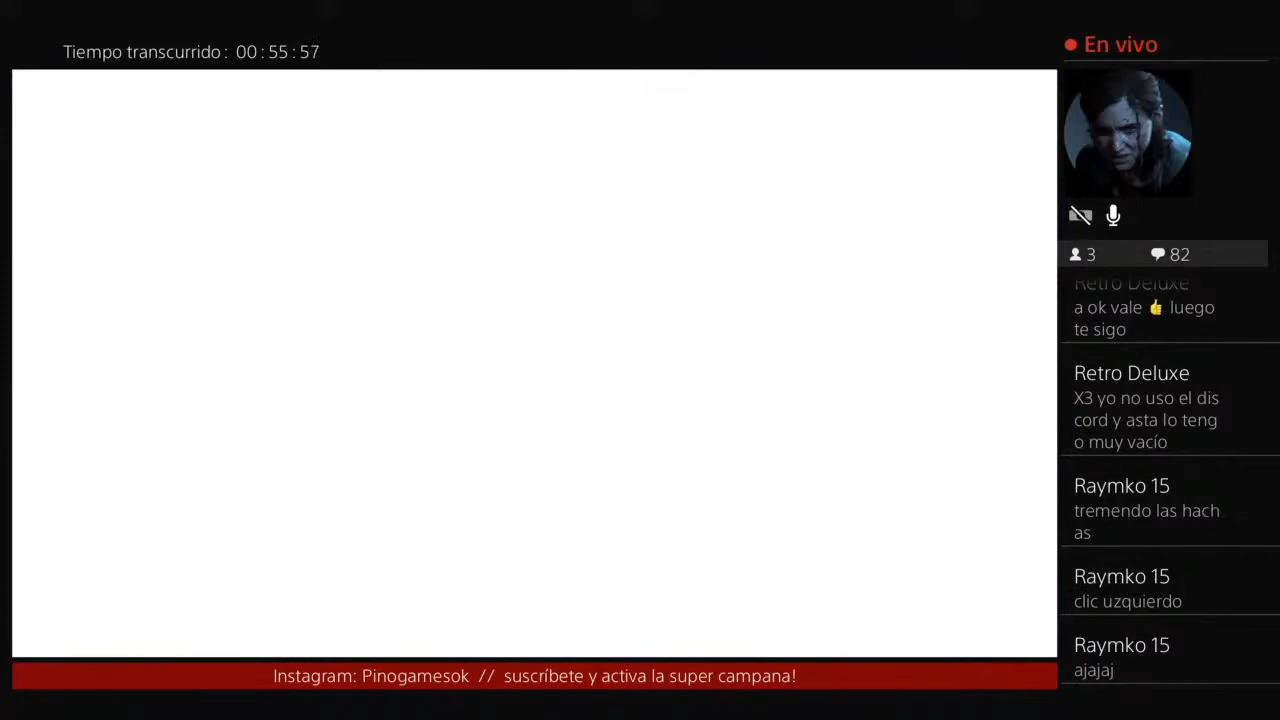 Tiempo transcurrido: 00:55:57
En vivo
3 82
Retro Deluxe
a ok vale 👍 luego
te sigo
Retro Deluxe
X3 yo no uso el dis
cord y asta lo teng
o muy vacío
Raymko 15
tremendo las hach
as
Raymko 15
clic uzquierdo
Raymko 15
ajajaj
Instagram: Pinogamesok // suscríbete y activa la super campana!